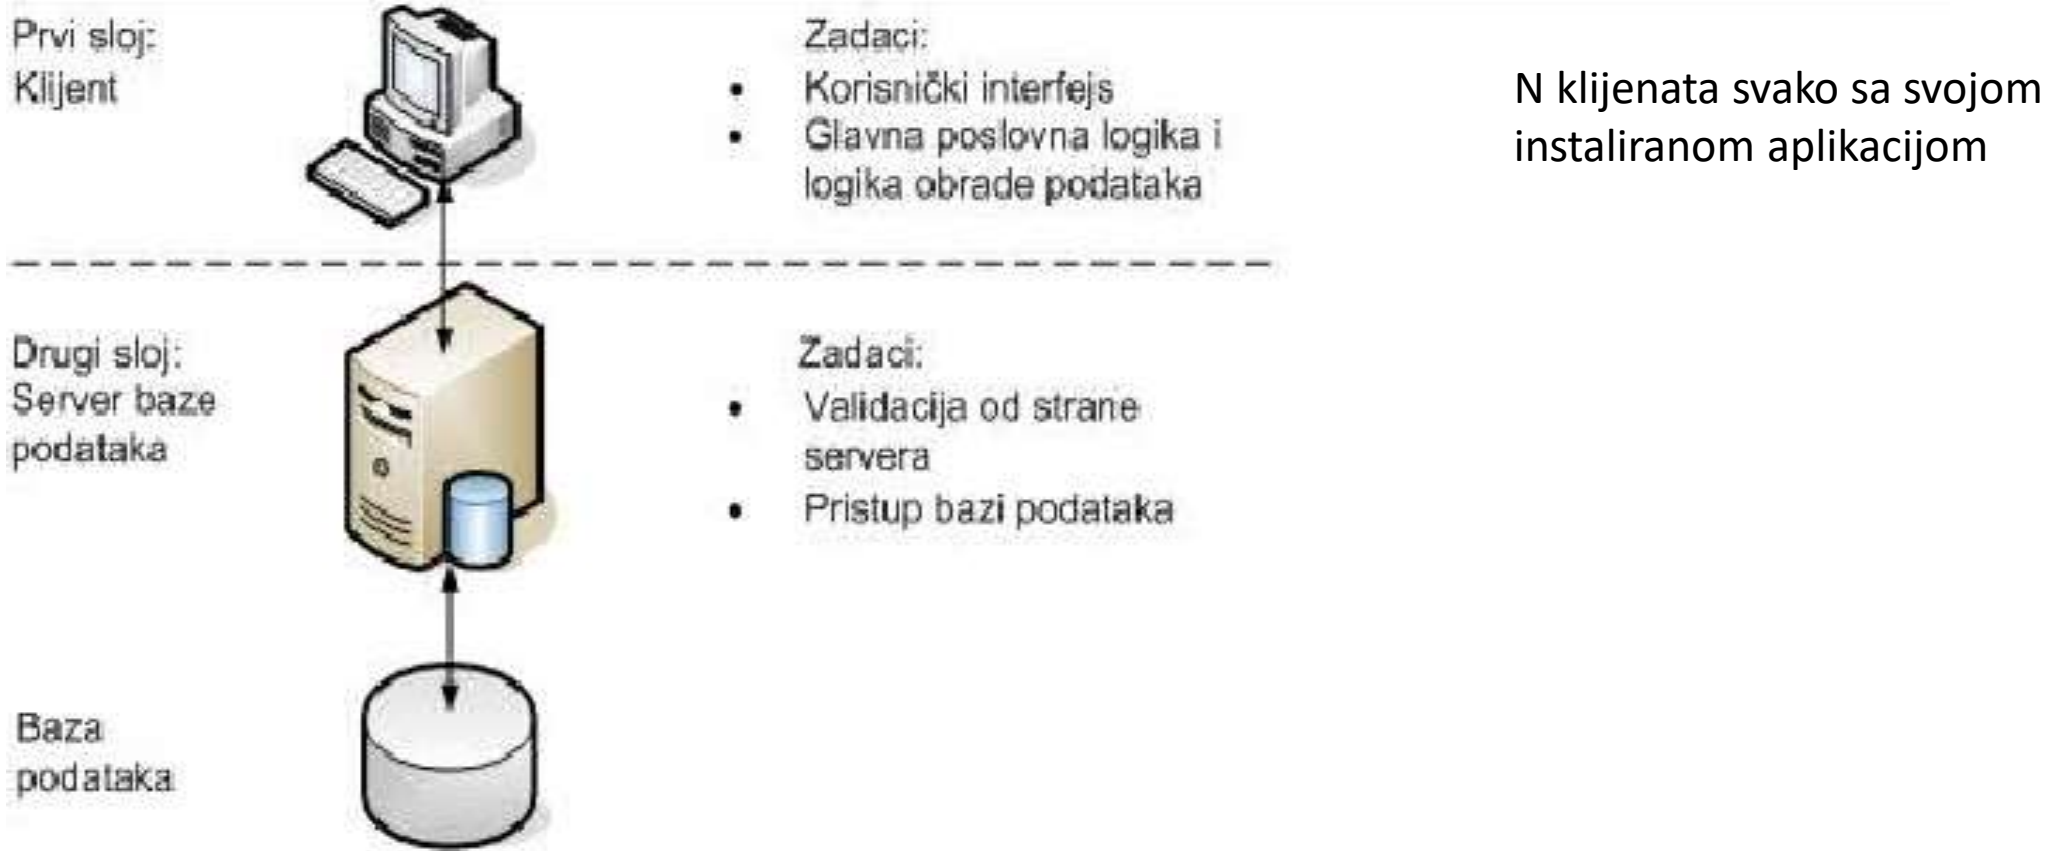 Prvi sloj:
Klijent
Zadaci:
• Korisnički interfejs
• Glavna poslovna logika i
logika obrade podataka
N klijenata svako sa svojom
instaliranom aplikacijom
Drugi sloj:
Server baze
podataka
Zadaci:
• Validacija od strane
servera
• Pristup bazi podataka
Baza
podataka